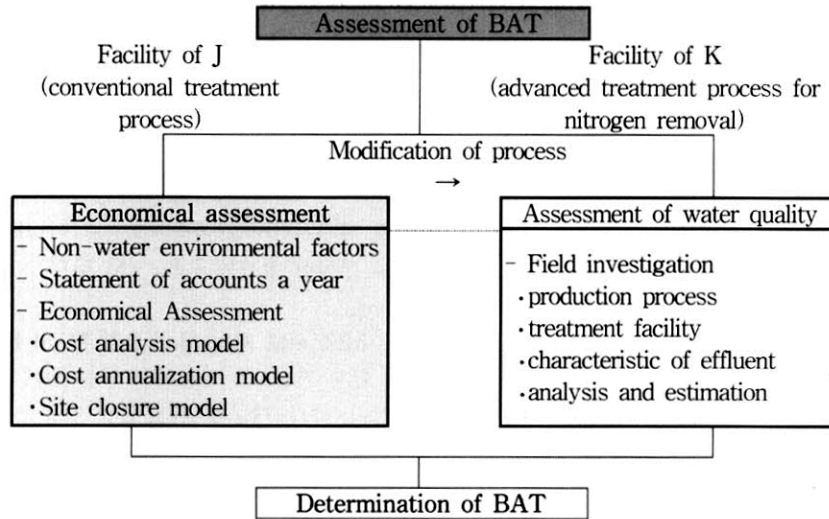 Assessment of BAT
Facility of J
(conventional treatment
process)
Facility of K
(advanced treatment process for
nitrogen removal)
Modification of process
→
Economical assessment
- Non-water environmental factors
- Statement of accounts a year
- Economical Assessment
·Cost analysis model
·Cost annualization model
·Site closure model
Assessment of water quality
- Field investigation
·production process
·treatment facility
·characteristic of effluent
·analysis and estimation
Determination of BAT